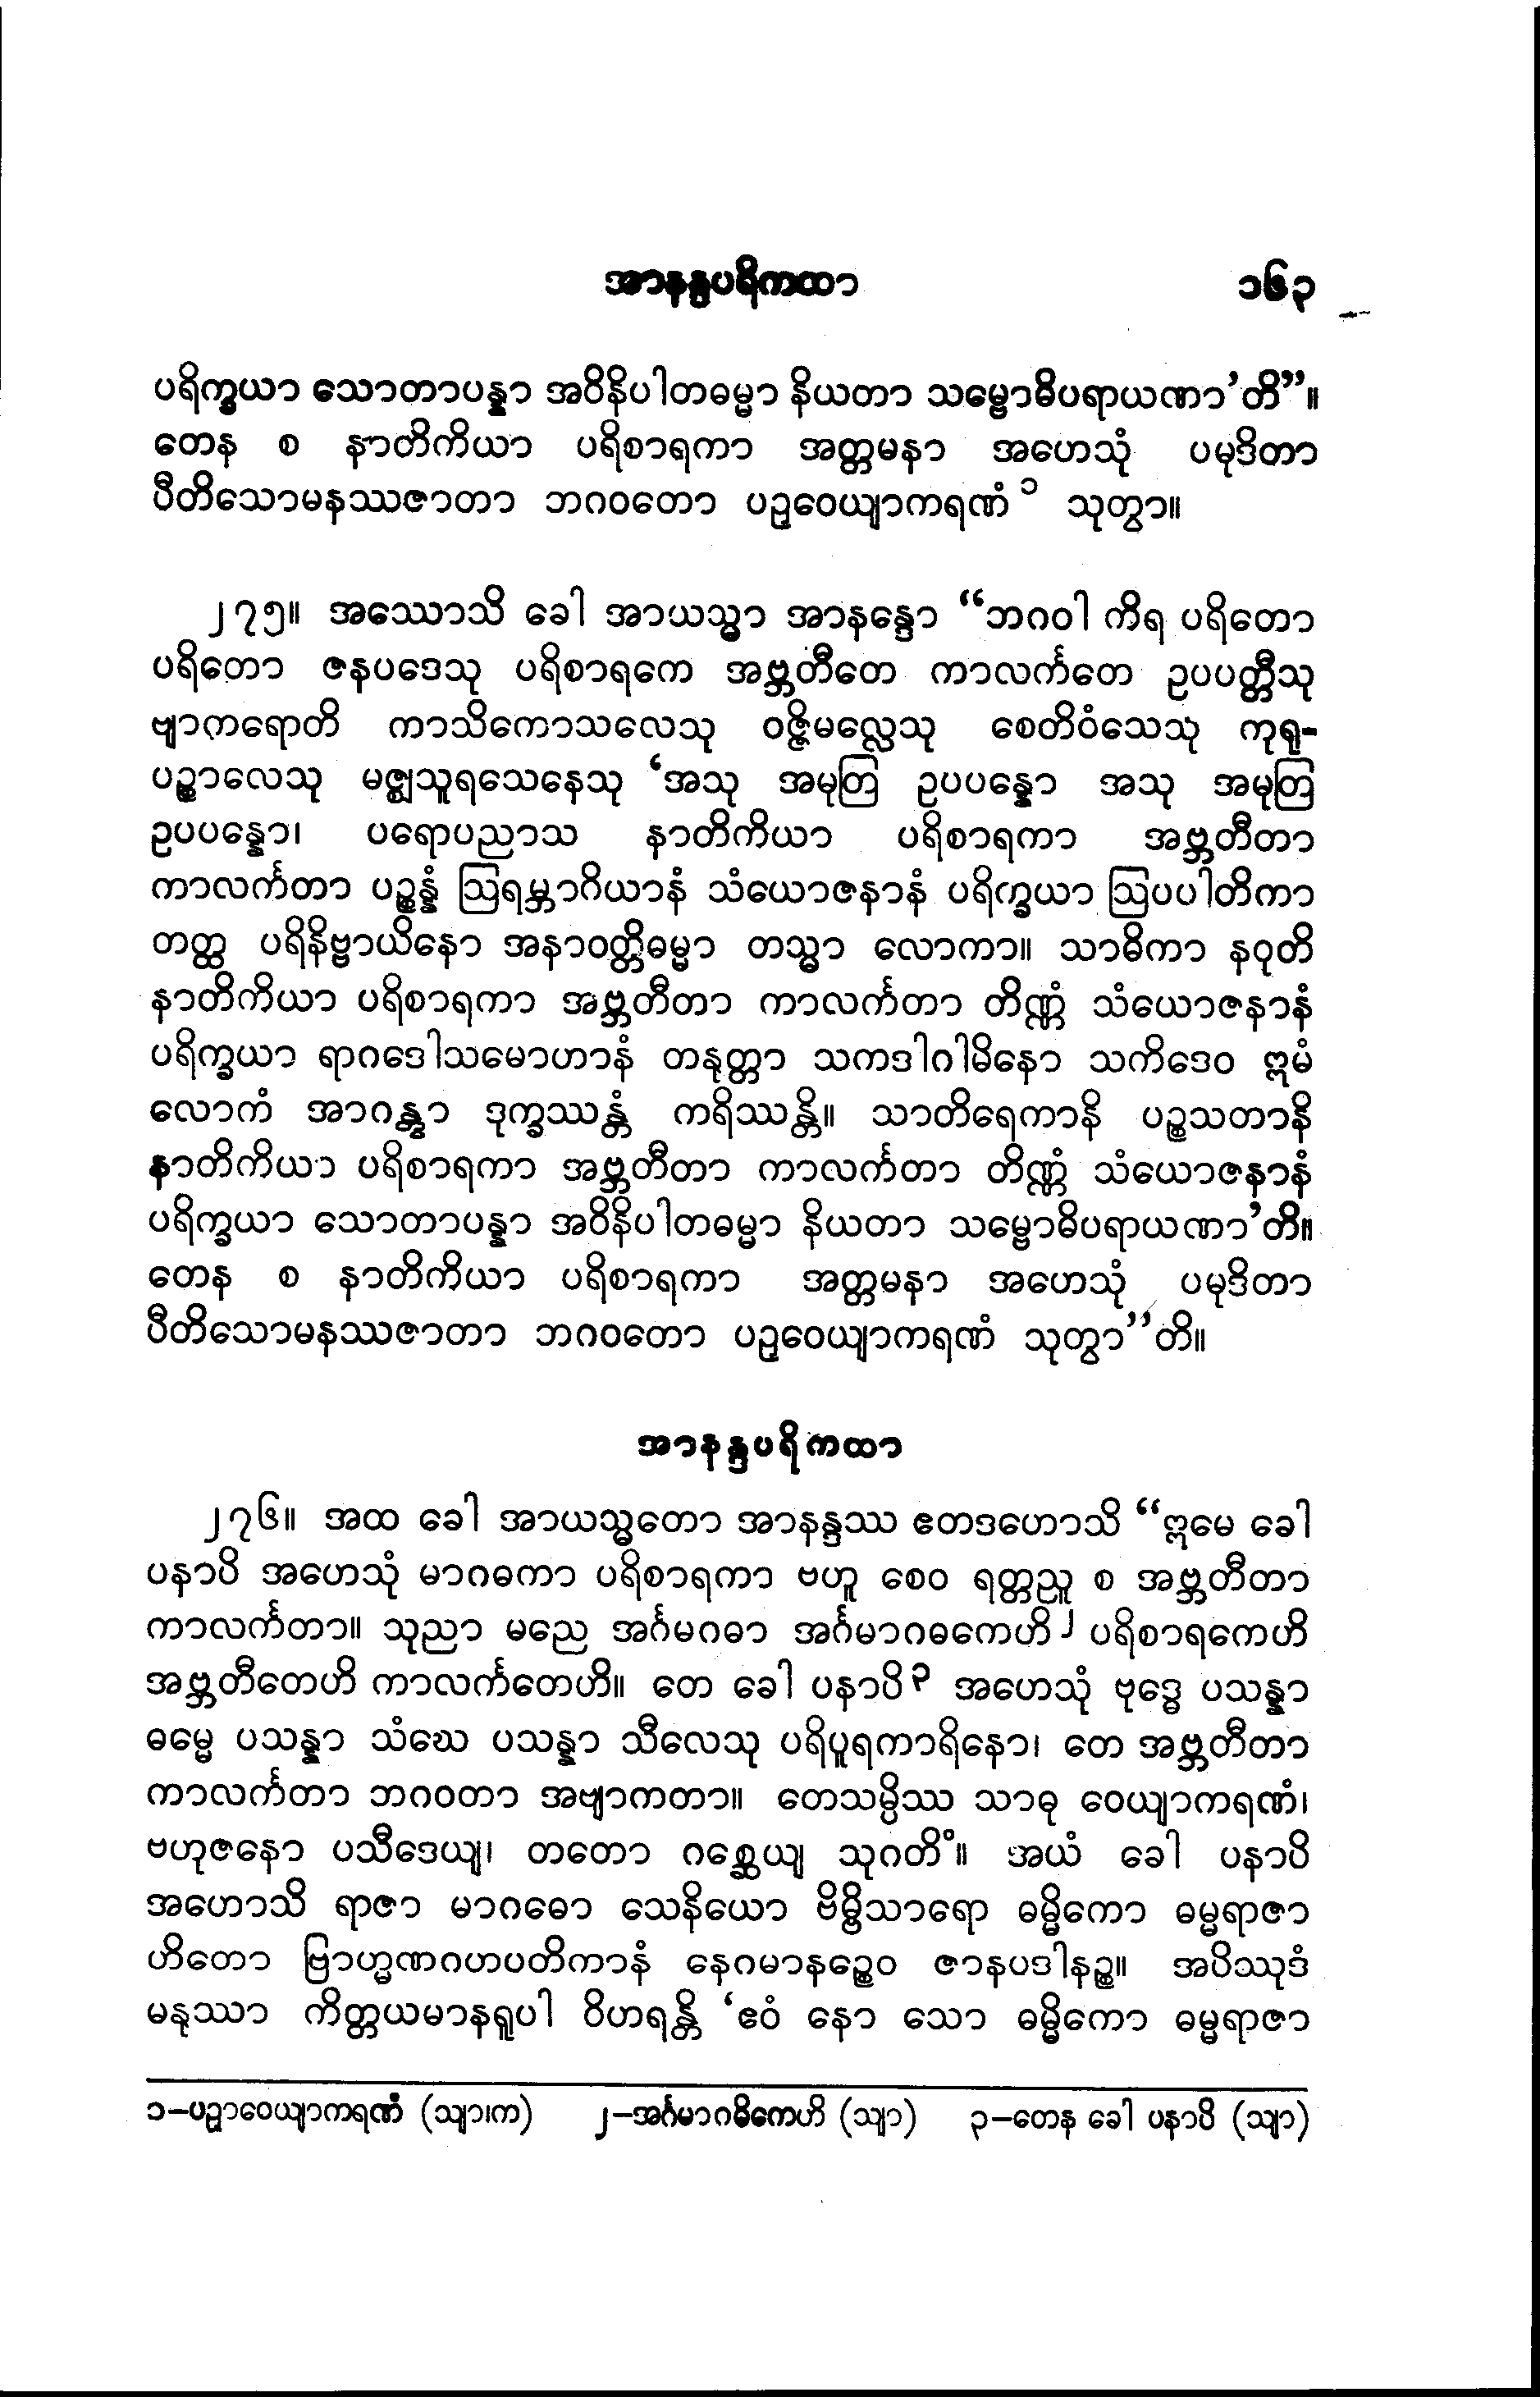 အာနန္ဒပရိကထာ ၁၆၃
ပရိက္ခယာ သောတာပန္နာ အဝိနိပါတဓမ္မာ နိယတာ သမ္ဗောဓိပရာယဏာ’တိ”။
တေန စ နာတိကိယာ ပရိစာရကာ အတ္တမနာ အဟေသုံ ပမုဒိတာ
ပီတိသောမနဿဇာတာ ဘဂဝတော ပဥှဝေယျာကရဏံ ၁ သုတွာ။
၂၇၅။ အဿောသိ ခေါ အာယသ္မာ အာနန္ဒော “ဘဂဝါ ကိရ ပရိတော
ပရိတော ဇနပဒေသု ပရိစာရကေ အဗ္ဘတီတေ ကာလင်္ကတေ ဥပပတ္တီသု
ဗျာကရောတိ ကာသိကောသလေသု ဝဇ္ဇိမလ္လေသု စေတိဝံသေသု ကုရု-
ပဉ္စာလေသု မဇ္ဈသူရသေနေသု ‘အသု အမုတြ ဥပပန္နော အသု အမုတြ
ဥပပန္နော၊ ပရောပညာသ နာတိကိယာ ပရိစာရကာ အဗ္ဘတီတာ
ကာလင်္ကတာ ပဉ္စန္နံ ဩရမ္ဘာဂိယာနံ သံယောဇနာနံ ပရိက္ခယာ ဩပပါတိကာ
တတ္ထ ပရိနိဗ္ဗာယိနော အနာဝတ္တိဓမ္မာ တသ္မာ လောကာ။ သာဓိကာ နဝုတိ
နာတိကိယာ ပရိစာရကာ အဗ္ဘတီတာ ကာလင်္ကတာ တိဏ္ဏံ သံယောဇနာနံ
ပရိက္ခယာ ရာဂဒေါသမောဟာနံ တနုတ္တာ သကဒါဂါမိနော သကိဒေဝ ဣမံ
လောကံ အာဂန္တွာ ဒုက္ခဿန္တံ ကရိဿန္တိ။ သာတိရေကာနိ ပဉ္စသတာနိ
နာတိကိယာ ပရိစာရကာ အဗ္ဘတီတာ ကာလင်္ကတာ တိဏ္ဏံ သံယောဇနာနံ
ပရိက္ခယာ သောတာပန္နာ အဝိနိပါတဓမ္မာ နိယတာ သမ္ဗောဓိပရာယဏာ’တိ။
တေန စ နာတိကိယာ ပရိစာရကာ အတ္တမနာ အဟေသုံ ပမုဒိတာ
ပီတိသောမနဿဇာတာ ဘဂဝတော ပဥှဝေယျာကရဏံ သုတွာ”တိ။
အာနန္ဒပရိကထာ
၂၇၆။ အထ ခေါ အာယသ္မတော အာနန္ဒဿ ဧတဒဟောသိ “ဣမေ ခေါ
ပနာပိ အဟေသုံ မာဂဓကာ ပရိစာရကာ ဗဟူ စေဝ ရတ္တညူ စ အဗ္ဘတီတာ
ကာလင်္ကတာ။ သုညာ မညေ အင်္ဂမဂဓာ အင်္ဂမာဂဓကေဟိ ၂ ပရိစာရကေဟိ
အဗ္ဘတီတေဟိ ကာလင်္ကတေဟိ။ တေ ခေါ ပနာပိ ၃ အဟေသုံ ဗုဒ္ဓေ ပသန္နာ
ဓမ္မေ ပသန္နာ သံဃေ ပသန္နာ သီလေသု ပရိပူရကာရိနော၊ တေ အဗ္ဘတီတာ
ကာလင်္ကတာ ဘဂဝတာ အဗျာကတာ။ တေသမ္ပိဿ သာဓု ဝေယျာကရဏံ၊
ဗဟုဇနော ပသီဒေယျ၊ တတော ဂစ္ဆေယျ သုဂတိံ။ အယံ ခေါ ပနာပိ
အဟောသိ ရာဇာ မာဂဓော သေနိယော ဗိမ္ဗိသာရော ဓမ္မိကော ဓမ္မရာဇာ
ဟိတော ဗြာဟ္မဏဂဟပတိကာနံ နေဂမာနဉ္စေဝ ဇာနပဒါနဉ္စ။ အပိဿုဒံ
မနုဿာ ကိတ္တယမာနရူပါ ဝိဟရန္တိ ‘ဧဝံ နော သော ဓမ္မိကော ဓမ္မရာဇာ
၁–ပဥှာဝေယျာကရဏံ (သျာ၊က) ၂–အင်္ဂမာဂဓိကေဟိ (သျာ) ၃–တေန ခေါ ပနာပိ (သျာ)